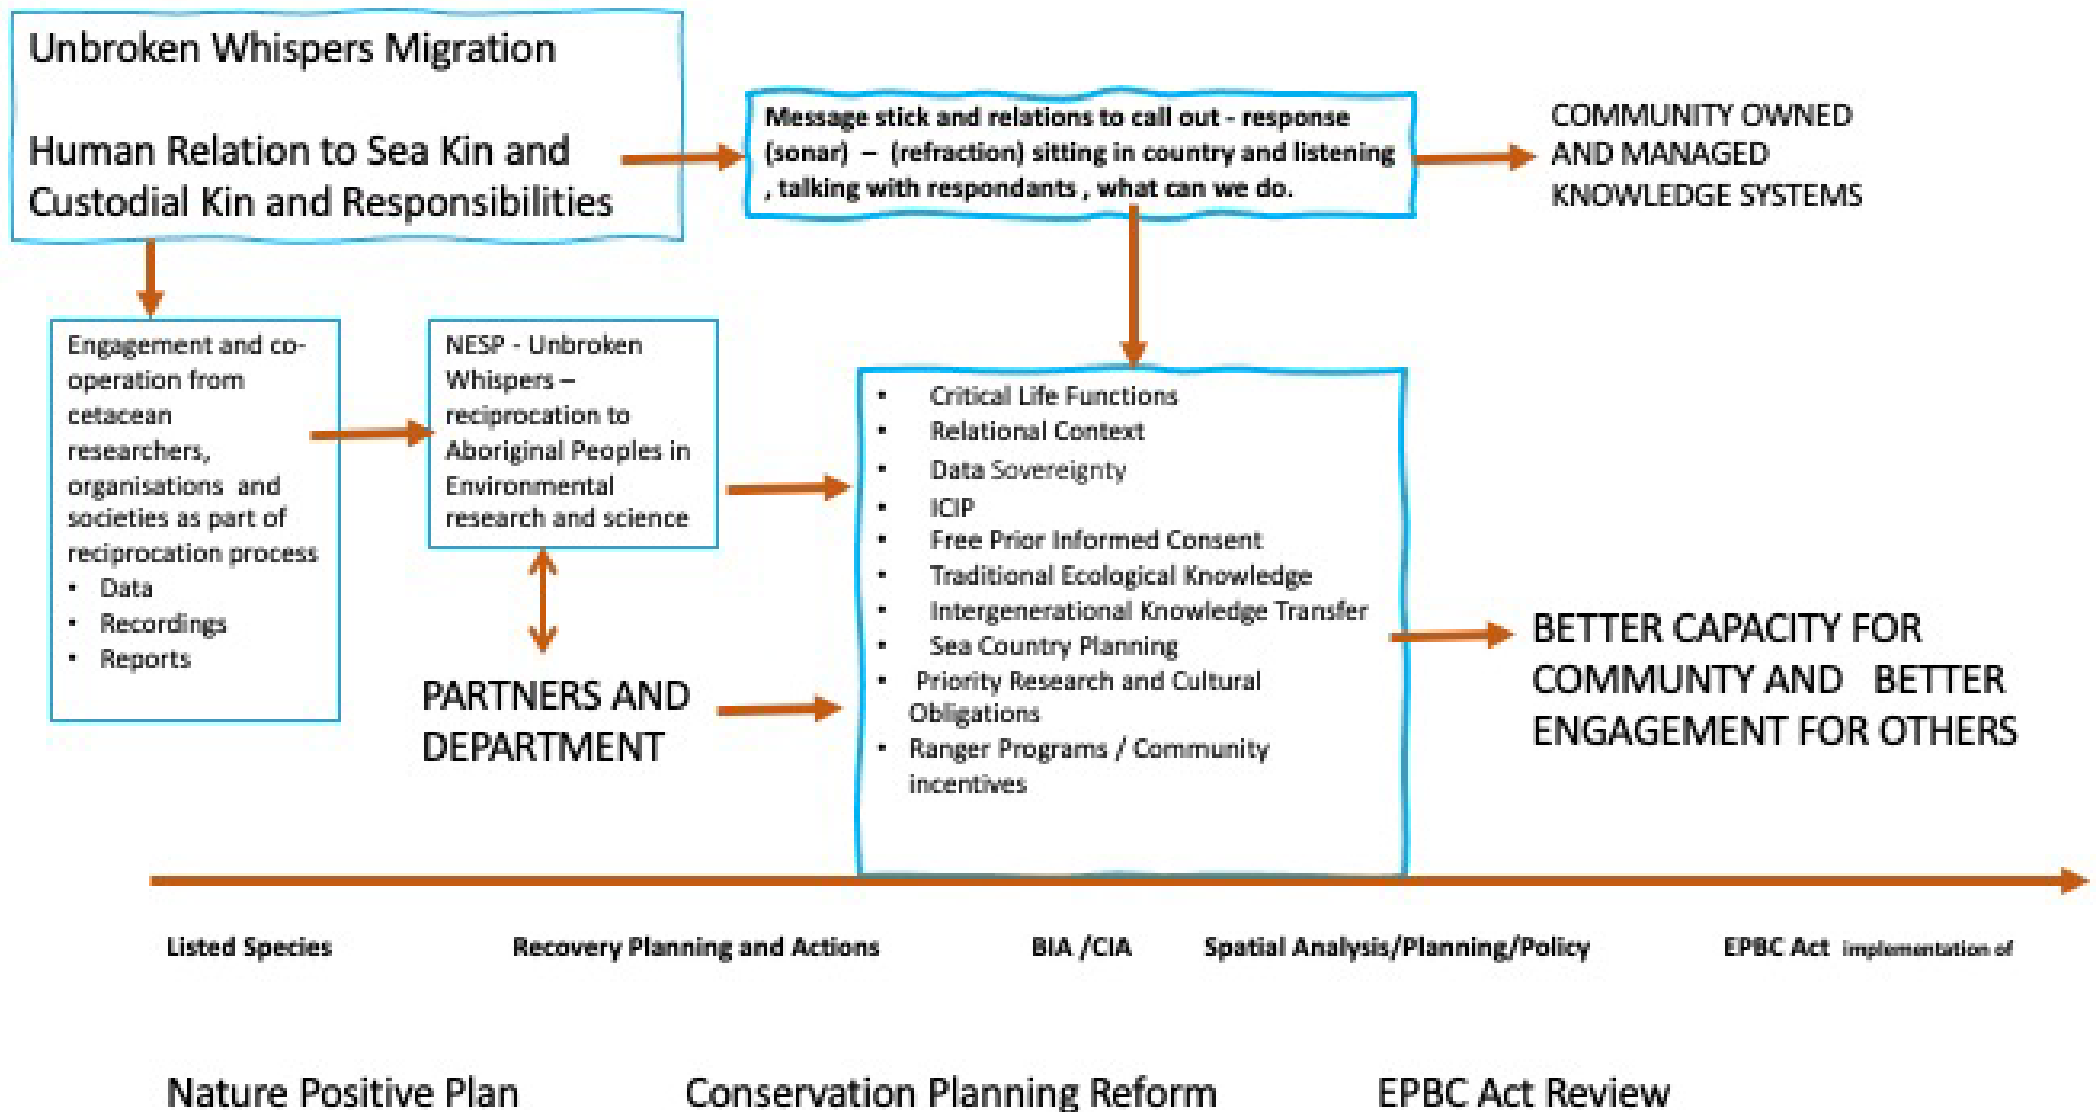 Unbroken Whispers Migration
Human Relation to Sea Kin and
Custodial Kin and Responsibilities
Message stick and relations to call out - response
(sonar) – (refraction) sitting in country and listening
, talking with respondants , what can we do.
COMMUNITY OWNED
AND MANAGED
KNOWLEDGE SYSTEMS
Engagement and co-
operation from
cetacean
researchers,
organisations and
societies as part of
reciprocation process
• Data
• Recordings
• Reports
NESP - Unbroken
Whispers –
reciprocation to
Aboriginal Peoples in
Environmental
research and science
PARTNERS AND
DEPARTMENT
• Critical Life Functions
• Relational Context
• Data Sovereignty
• ICIP
• Free Prior Informed Consent
• Traditional Ecological Knowledge
• Intergenerational Knowledge Transfer
• Sea Country Planning
• Priority Research and Cultural
Obligations
• Ranger Programs / Community
incentives
BETTER CAPACITY FOR
COMMUNTY AND BETTER
ENGAGEMENT FOR OTHERS
Listed Species Recovery Planning and Actions BIA /CIA Spatial Analysis/Planning/Policy EPBC Act implementation of
Nature Positive Plan Conservation Planning Reform EPBC Act Review